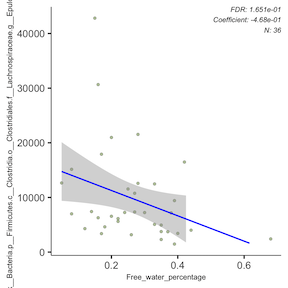 FDR: 1.651e-01
Coefficient: -4.68e-01
N: 36
40000
30000
20000
10000
0
0.2
0.4
0.6
Free_water_percentage
Bacteria.p__Firmicutes.c__Clostridia.o__Clostridiales.f__Lachnospiraceae.g__Epule